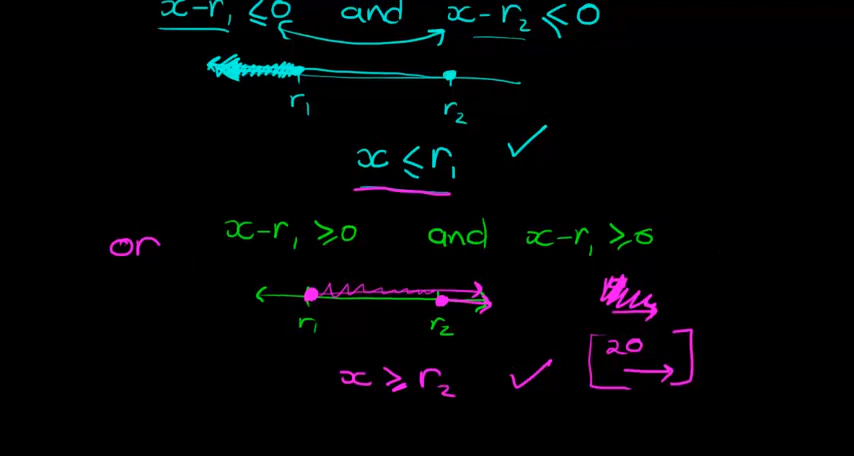 x-r₁ ≤0 and x-r₂ ≤0
r₁ r₂
x ≤ r₁ ✓
or x-r₁ ≥0 and x-r₁ ≥0
r₁ r₂
20
x ≥ r₂ ✓